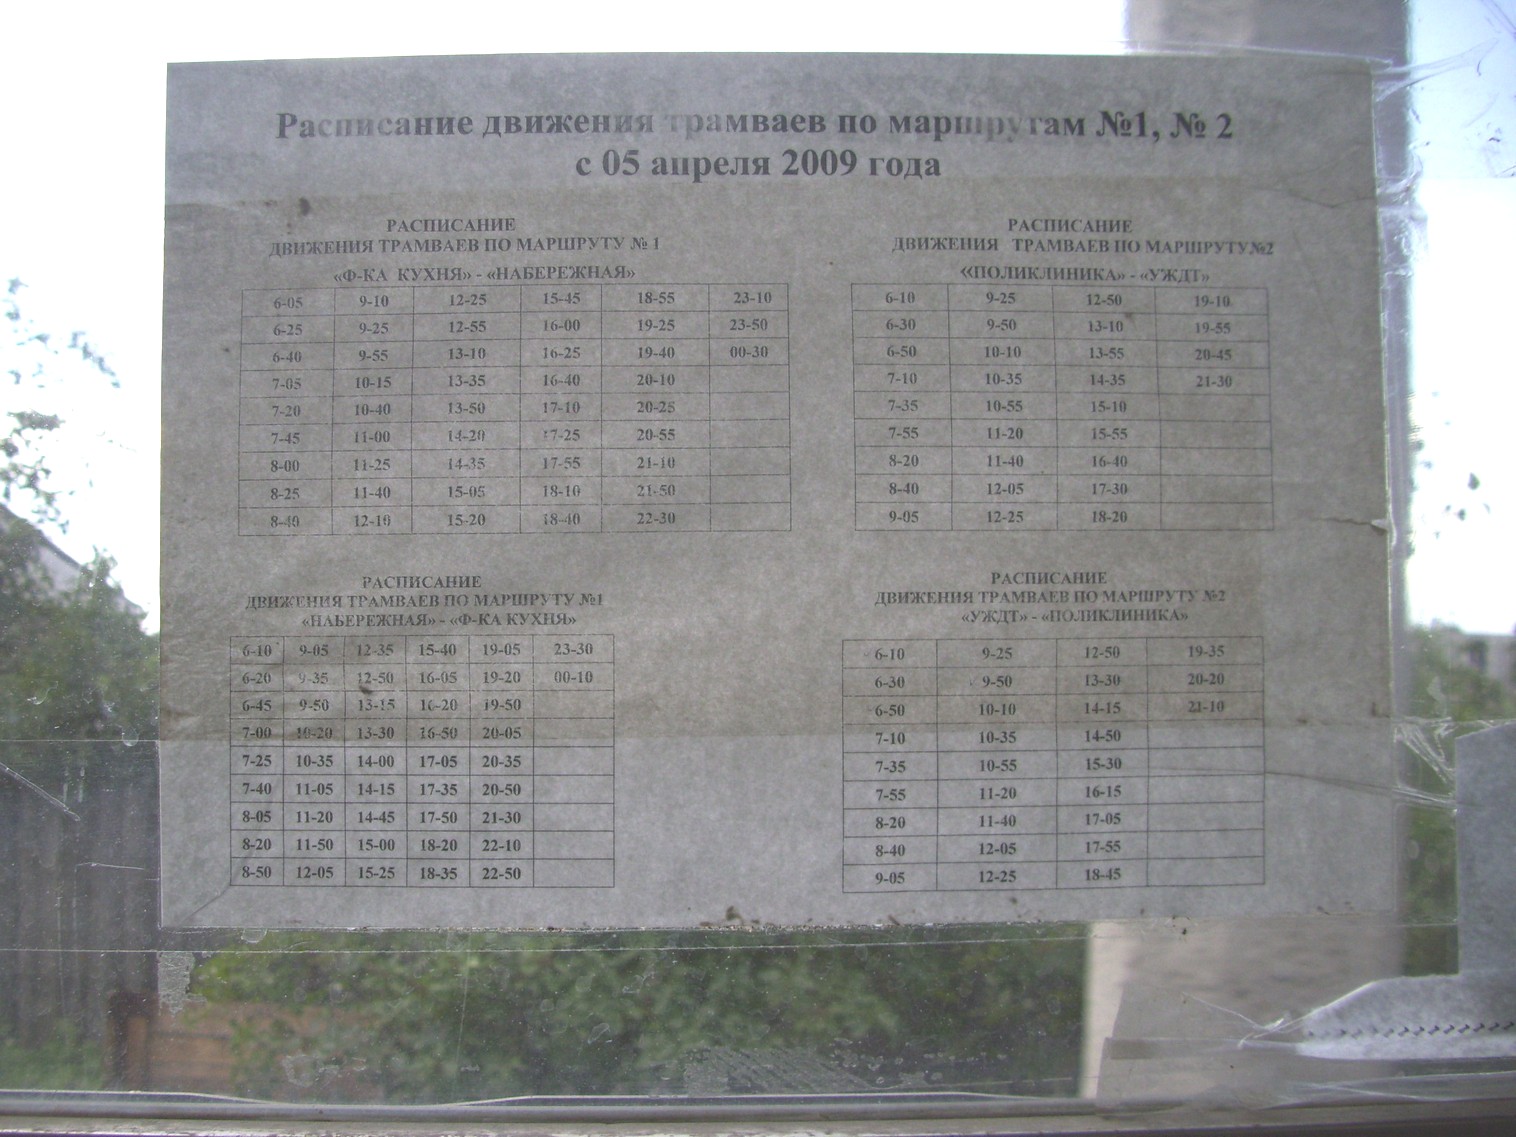 Расписание движения трамваев по маршрутам №1, № 2
с 05 апреля 2009 года
РАСПИСАНИЕ
ДВИЖЕНИЯ ТРАМВАЕВ ПО МАРШРУТУ № 1
«Ф-КА КУХНЯ» - «НАБЕРЕЖНАЯ»
6-05 9-10 12-25 15-45 18-55 23-10
6-25 9-25 12-55 16-00 19-25 23-50
6-40 9-55 13-10 16-25 19-40 00-30
7-05 10-15 13-35 16-40 20-10
7-20 10-40 13-50 17-10 20-25
7-45 11-00 14-20 17-25 20-55
8-00 11-25 14-35 17-55 21-10
8-25 11-40 15-05 18-10 21-50
8-40 12-10 15-20 18-40 22-30
РАСПИСАНИЕ
ДВИЖЕНИЯ ТРАМВАЕВ ПО МАРШРУТУ№2
«ПОЛИКЛИНИКА» - «УЖДТ»
6-10 9-25 12-50 19-10
6-30 9-50 13-10 19-55
6-50 10-10 13-55 20-45
7-10 10-35 14-35 21-30
7-35 10-55 15-10
7-55 11-20 15-55
8-20 11-40 16-40
8-40 12-05 17-30
9-05 12-25 18-20
РАСПИСАНИЕ
ДВИЖЕНИЯ ТРАМВАЕВ ПО МАРШРУТУ №1
«НАБЕРЕЖНАЯ» - «Ф-КА КУХНЯ»
6-10 9-05 12-35 15-40 19-05 23-30
6-20 9-35 12-50 16-05 19-20 00-10
6-45 9-50 13-15 16-20 19-50
7-00 10-20 13-30 16-50 20-05
7-25 10-35 14-00 17-05 20-35
7-40 11-05 14-15 17-35 20-50
8-05 11-20 14-45 17-50 21-30
8-20 11-50 15-00 18-20 22-10
8-50 12-05 15-25 18-35 22-50
РАСПИСАНИЕ
ДВИЖЕНИЯ ТРАМВАЕВ ПО МАРШРУТУ №2
«УЖДТ» - «ПОЛИКЛИНИКА»
6-10 9-25 12-50 19-35
6-30 9-50 13-30 20-20
6-50 10-10 14-15 21-10
7-10 10-35 14-50
7-35 10-55 15-30
7-55 11-20 16-15
8-20 11-40 17-05
8-40 12-05 17-55
9-05 12-25 18-45